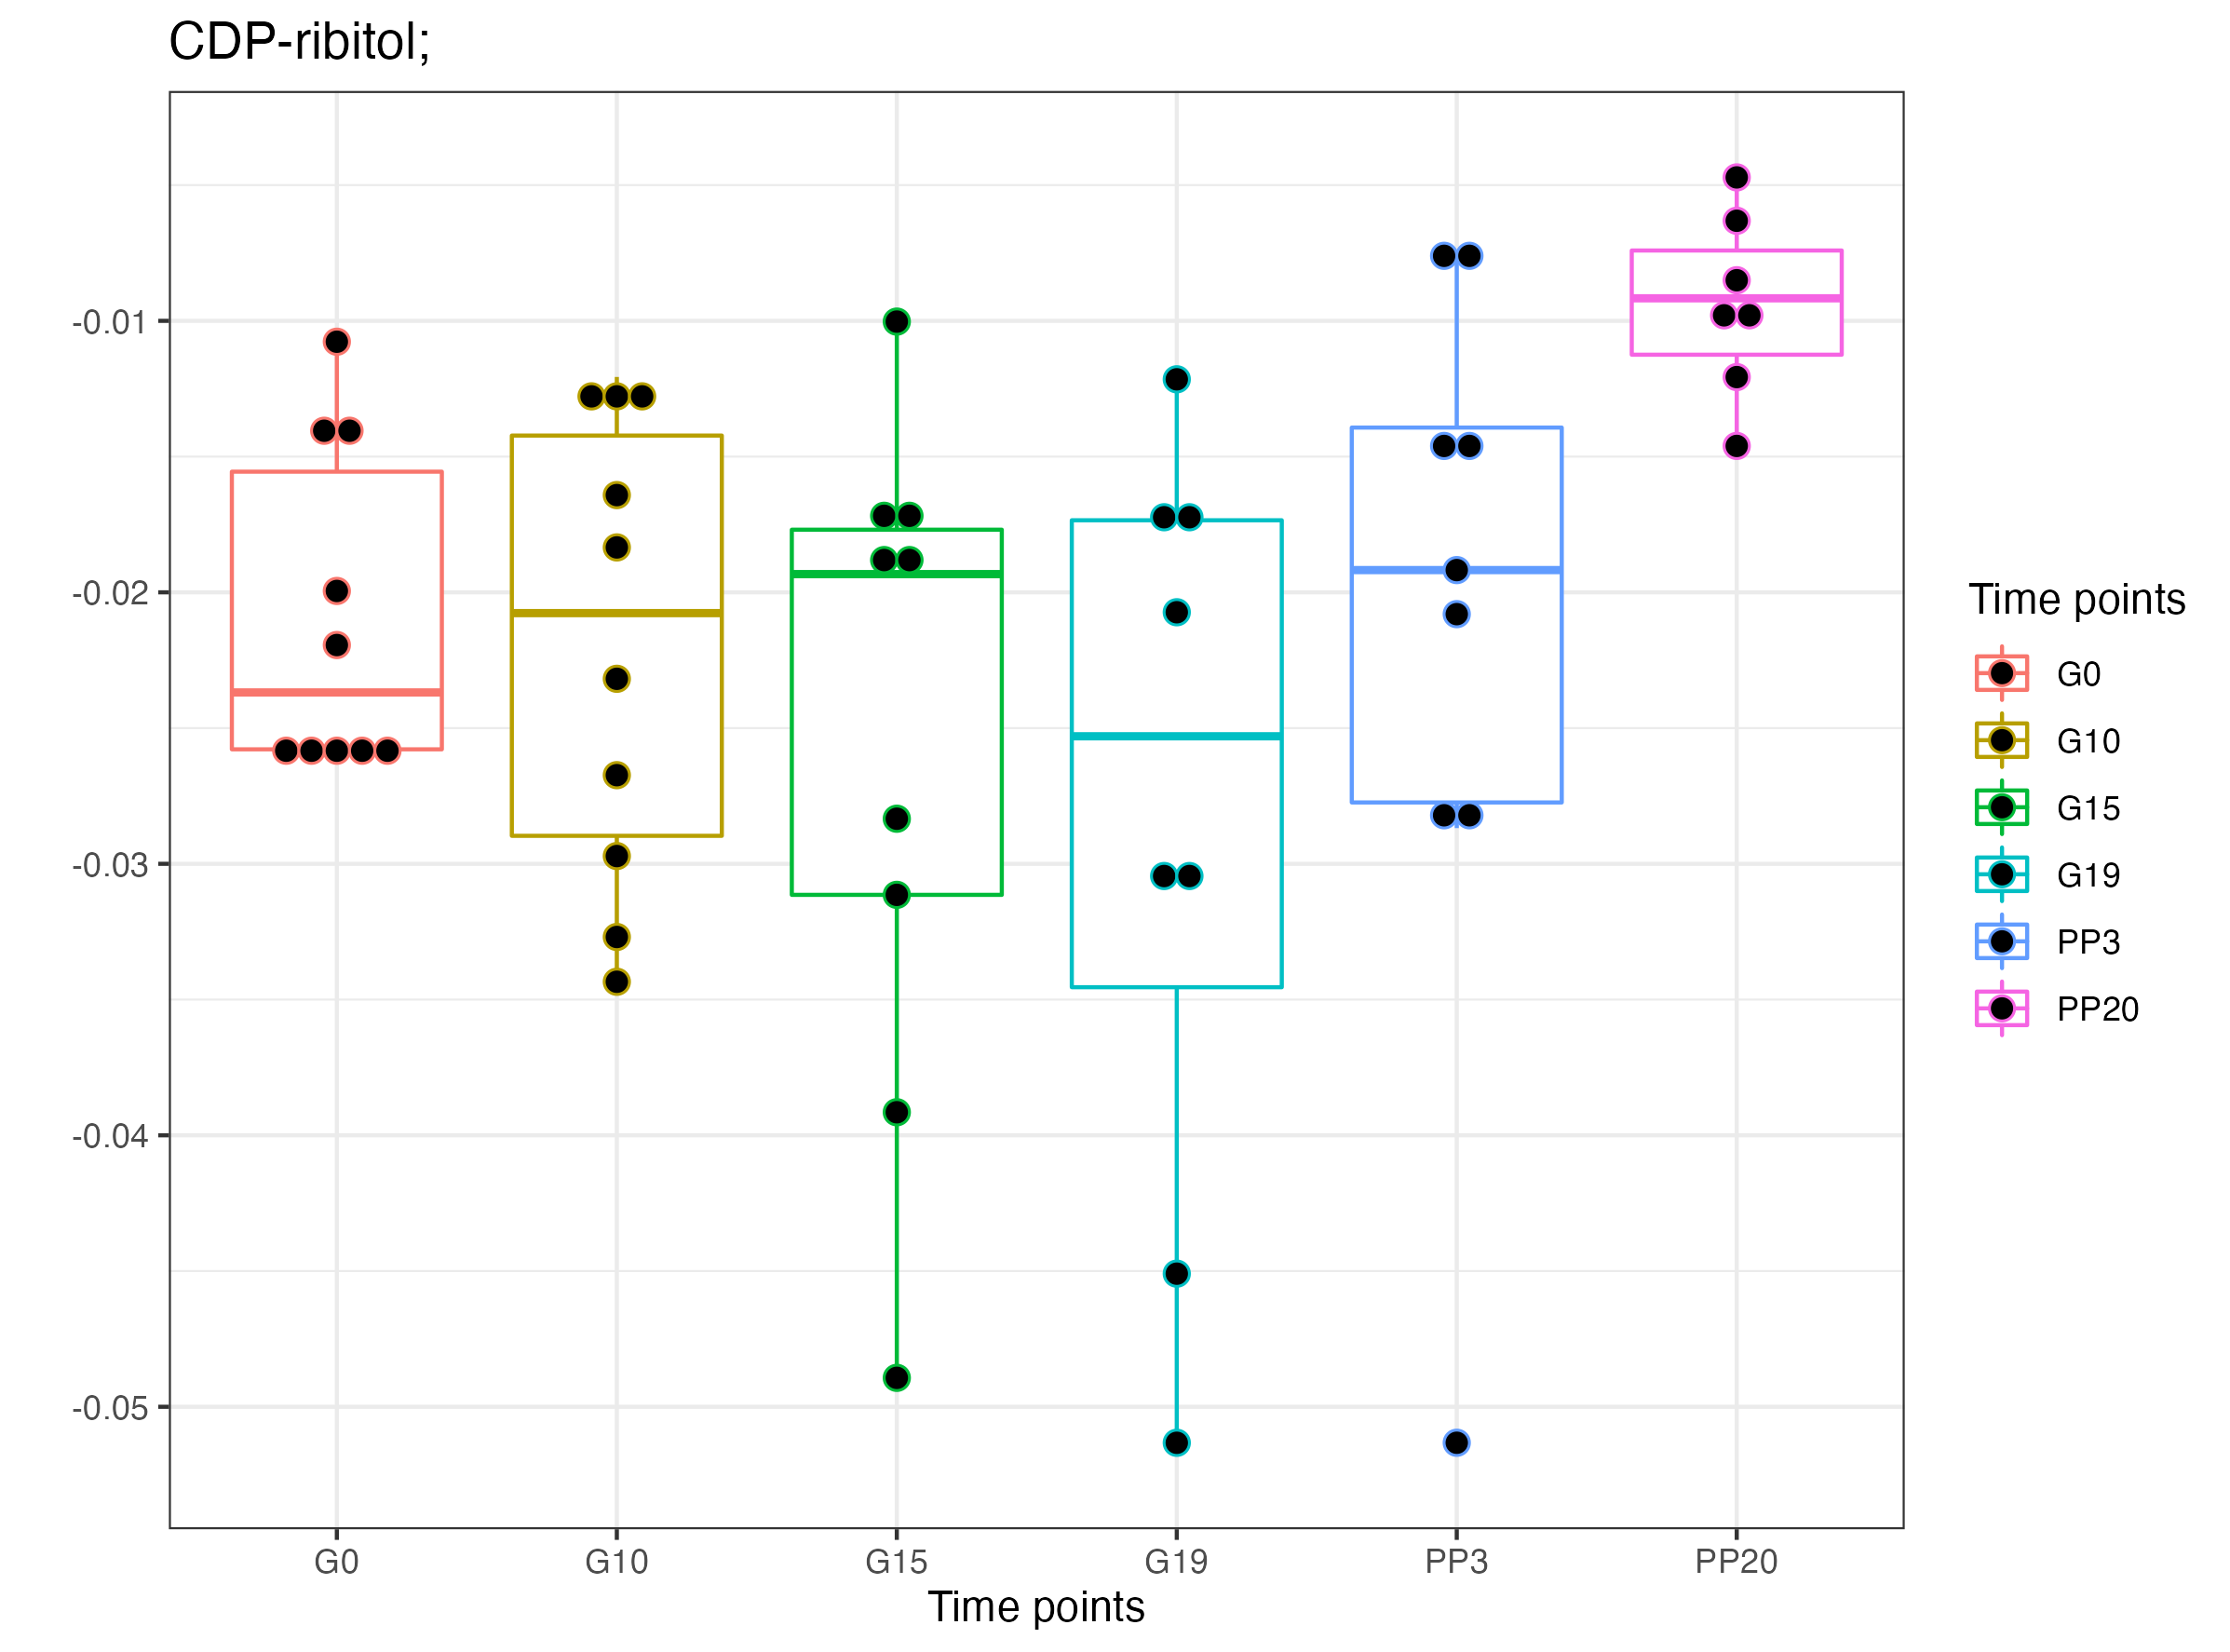 CDP-ribitol;
-0.01
-0.02
-0.03
-0.04
-0.05
G0
G10
G15
G19
PP3
PP20
Time points
Time points
G0
G10
G15
G19
PP3
PP20